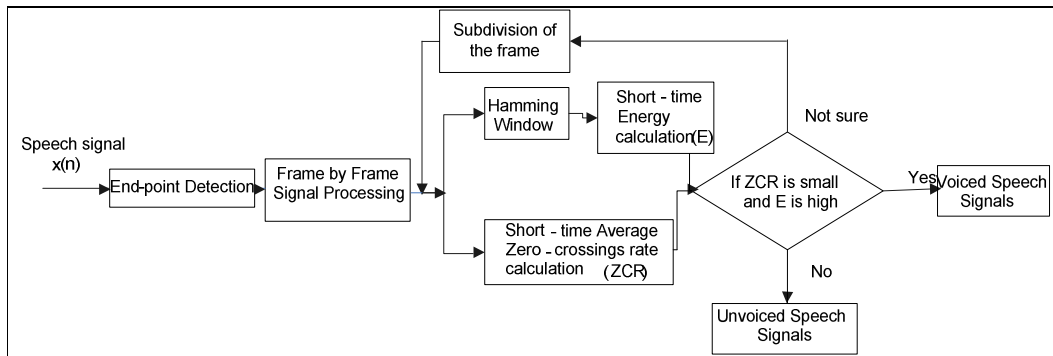 Subdivision of
the frame
Hamming
Window
Short - time
Energy
calculation(E)
Not sure
Speech signal
x(n)
End-point Detection
Frame by Frame
Signal Processing
If ZCR is small
and E is high
Yes
Voiced Speech
Signals
Short - time Average
Zero - crossings rate
calculation (ZCR)
No
Unvoiced Speech
Signals